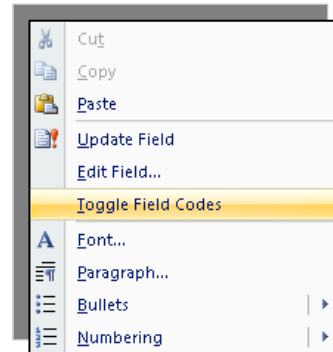 Cut
Copy
Paste
Update Field
Edit Field...
Toggle Field Codes
Font...
Paragraph...
Bullets
Numbering